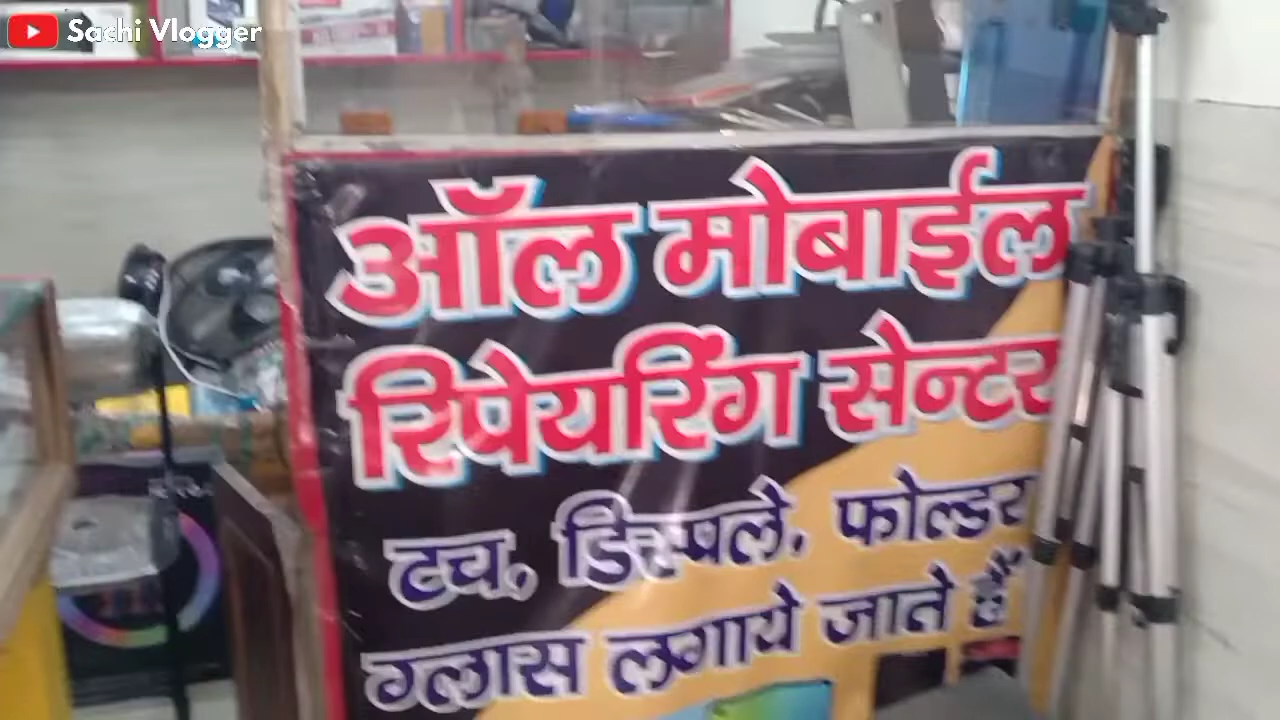 Sachi Vlogger
ऑल मोबाईल
रिपेयरिंग सेन्टर
टच, डिस्पले, फोल्डर
ग्लास लगाये जाते हैं